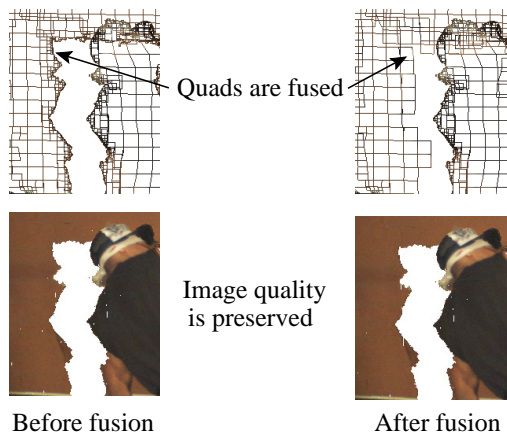 Quads are fused
Image quality
is preserved
Before fusion
After fusion